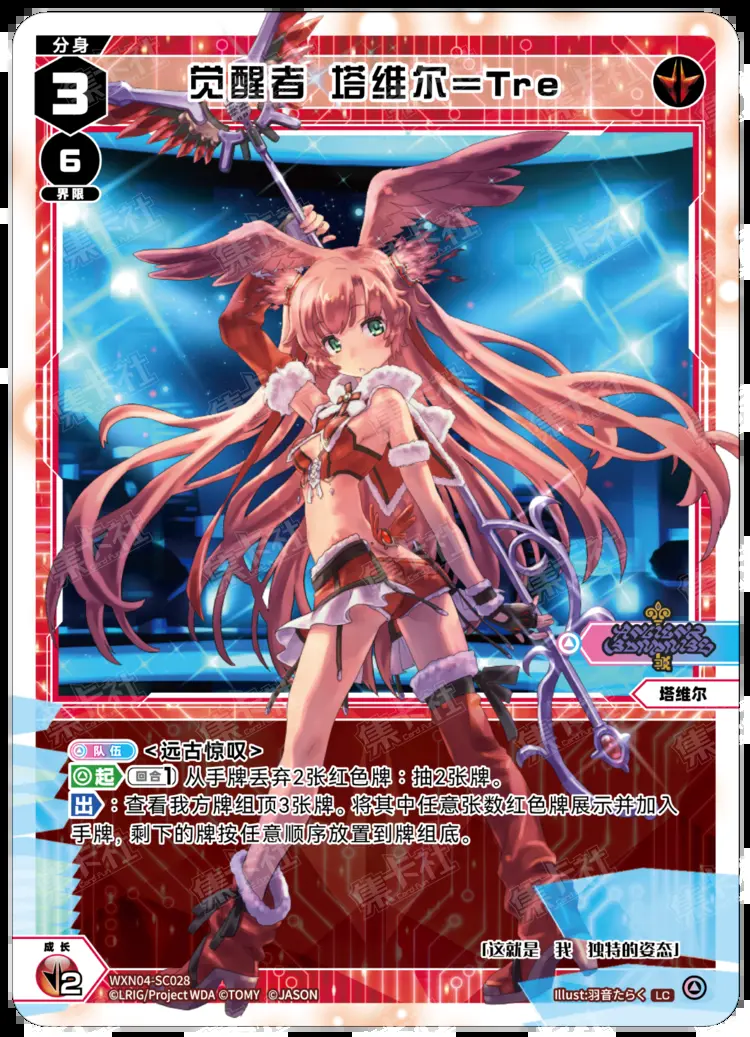 分身
3
觉醒者 塔维尔=Tre
6
界限
塔维尔
队伍 <远古惊叹>
起 回合1 从手牌丢弃2张红色牌：抽2张牌。
出：查看我方牌组顶3张牌。将其中任意张数红色牌展示并加入
手牌, 剩下的牌按任意顺序放置到牌组底。
「这就是 我 独特的姿态」
成长
2
WXN04-SC028
©LRIG/Project WDA ©TOMY ©JASON
Illust:羽音たらく LC
集卡社